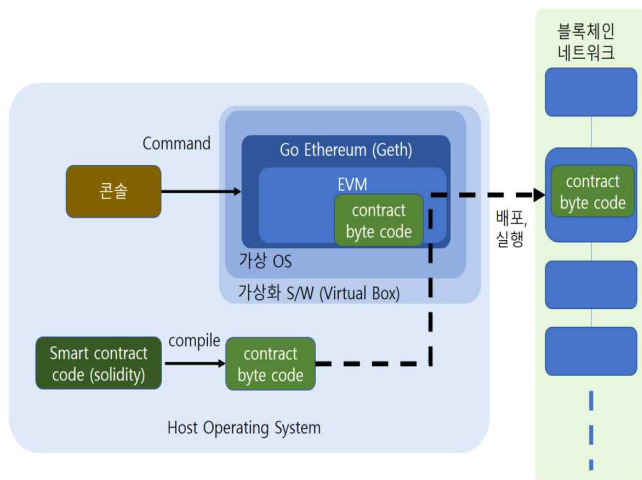 블록체인
네트워크
Command
Go Ethereum (Geth)
콘솔
EVM
contract
byte code
contract
byte code
배포,
실행
가상 OS
가상화 S/W (Virtual Box)
compile
Smart contract
code (solidity)
contract
byte code
Host Operating System